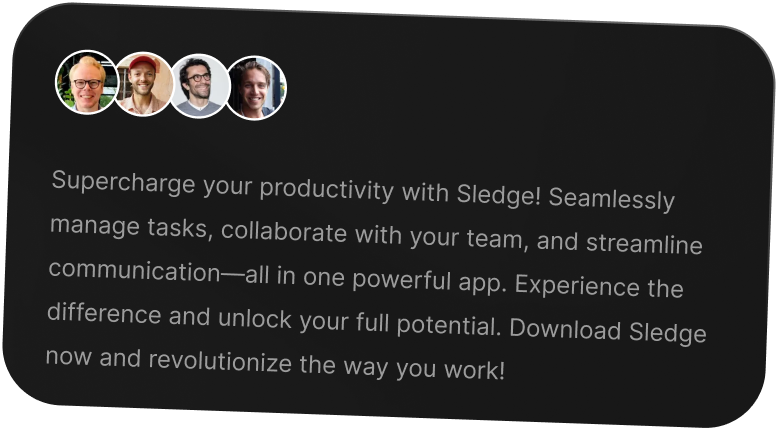 Supercharge your productivity with Sledge! Seamlessly
manage tasks, collaborate with your team, and streamline
communication—all in one powerful app. Experience the
difference and unlock your full potential. Download Sledge
now and revolutionize the way you work!